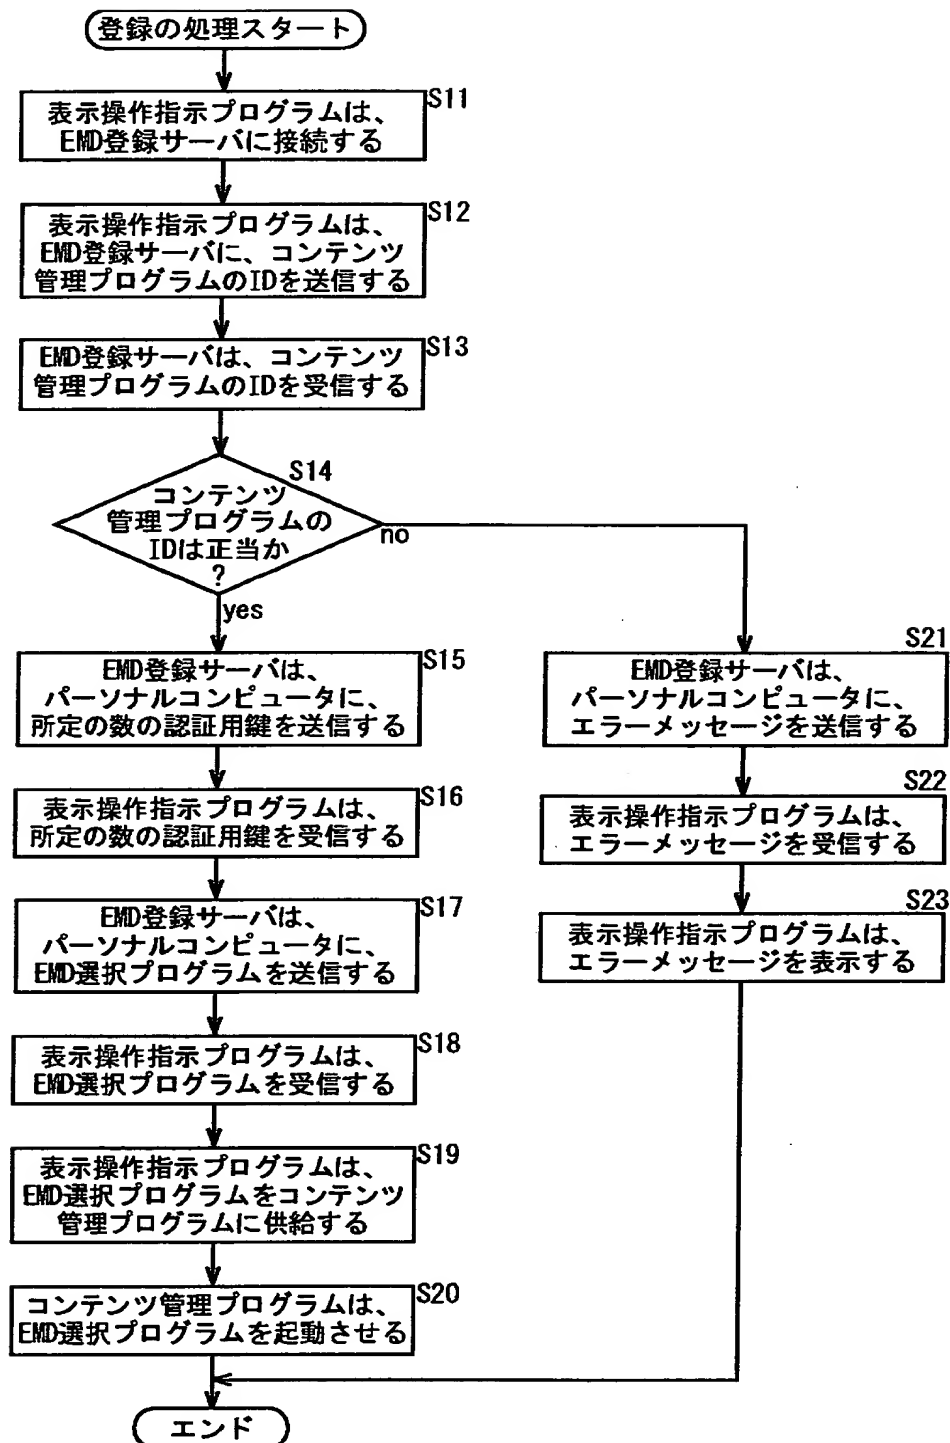 登録の処理スタート
S11
表示操作指示プログラムは、
EMD登録サーバに接続する
S12
表示操作指示プログラムは、
EMD登録サーバに、コンテンツ
管理プログラムのIDを送信する
S13
EMD登録サーバは、コンテンツ
管理プログラムのIDを受信する
S14
コンテンツ
管理プログラムの
IDは正当か
?
no
yes
S15
EMD登録サーバは、
パーソナルコンピュータに、
所定の数の認証用鍵を送信する
S16
表示操作指示プログラムは、
所定の数の認証用鍵を受信する
S17
EMD登録サーバは、
パーソナルコンピュータに、
EMD選択プログラムを送信する
S18
表示操作指示プログラムは、
EMD選択プログラムを受信する
S19
表示操作指示プログラムは、
EMD選択プログラムをコンテンツ
管理プログラムに供給する
S20
コンテンツ管理プログラムは、
EMD選択プログラムを起動させる
S21
EMD登録サーバは、
パーソナルコンピュータに、
エラーメッセージを送信する
S22
表示操作指示プログラムは、
エラーメッセージを受信する
S23
表示操作指示プログラムは、
エラーメッセージを表示する
エンド